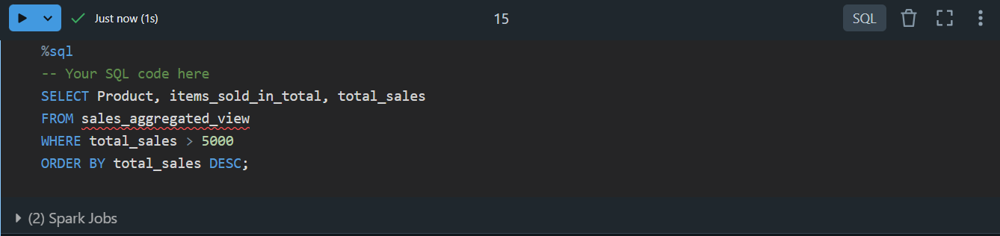 Just now (1s)
15
SQL
%sql
-- Your SQL code here
SELECT Product, items_sold_in_total, total_sales
FROM sales_aggregated_view
WHERE total_sales > 5000
ORDER BY total_sales DESC;
(2) Spark Jobs